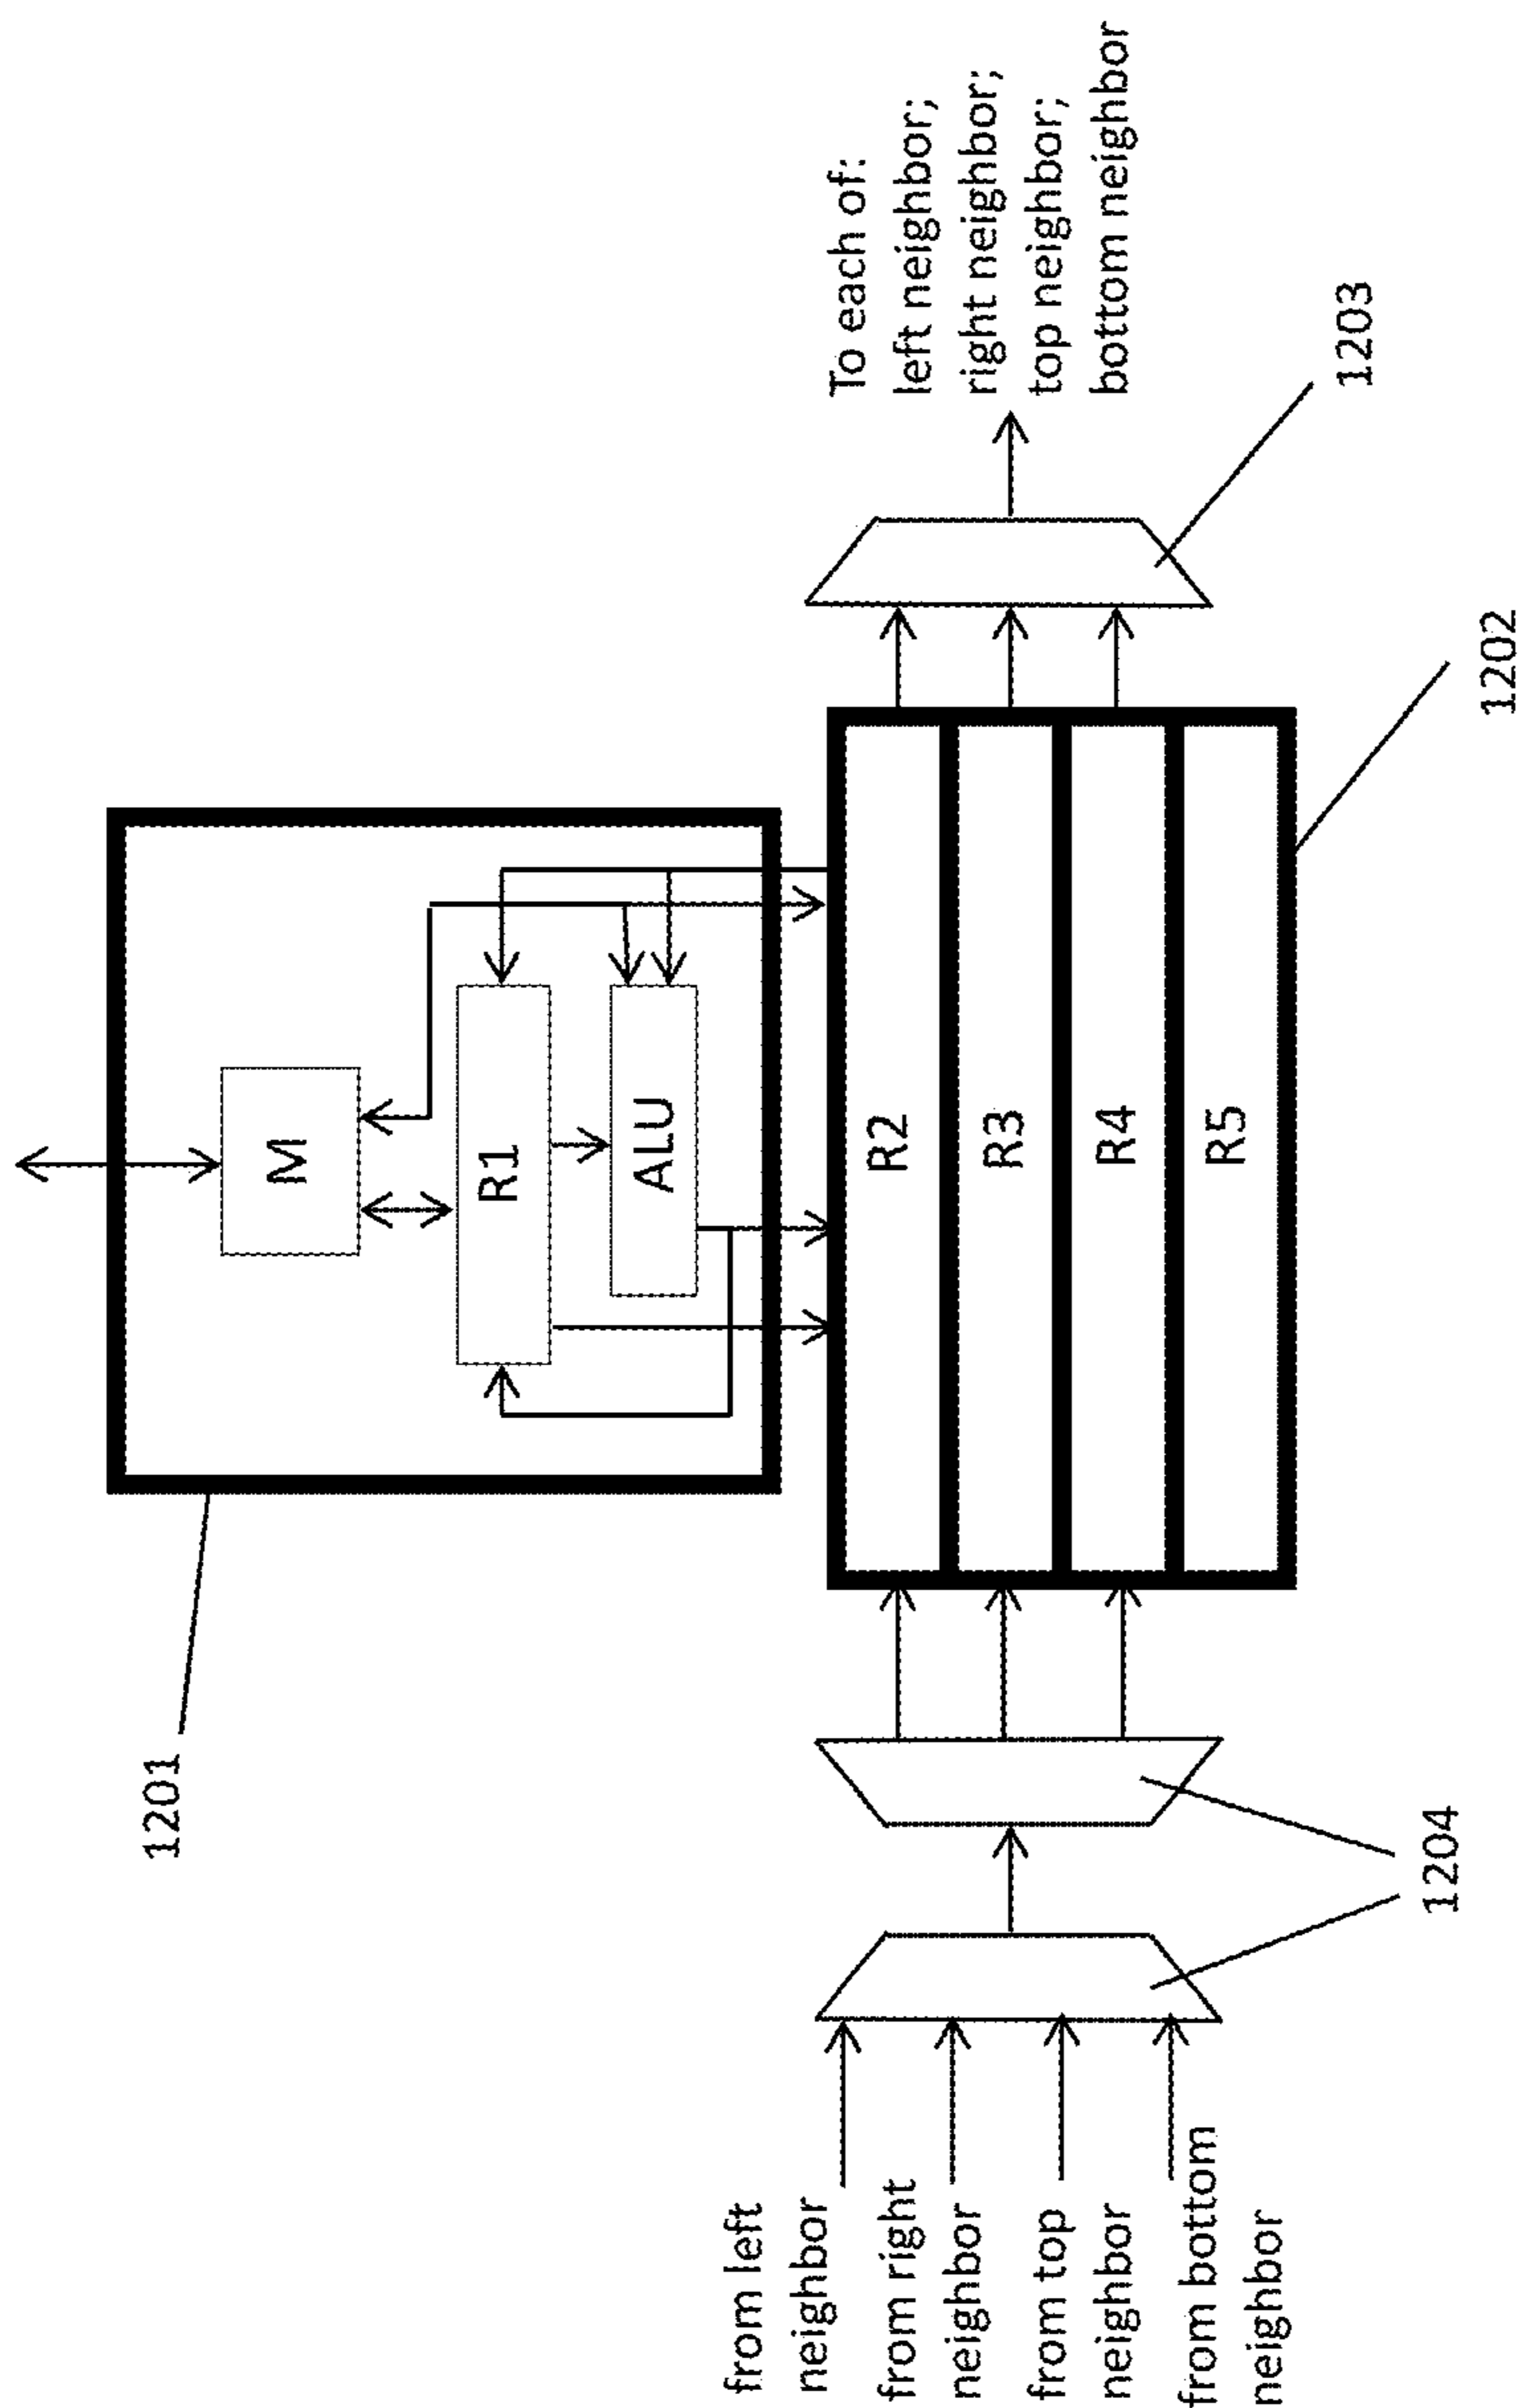 1201
M
R1
ALU
R2
R3
R4
R5
from left
neighbor
from right
neighbor
from top
neighbor
from bottom
neighbor
To each of:
left neighbor;
right neighbor;
top neighbor;
bottom neighbor
1204
1203
1202